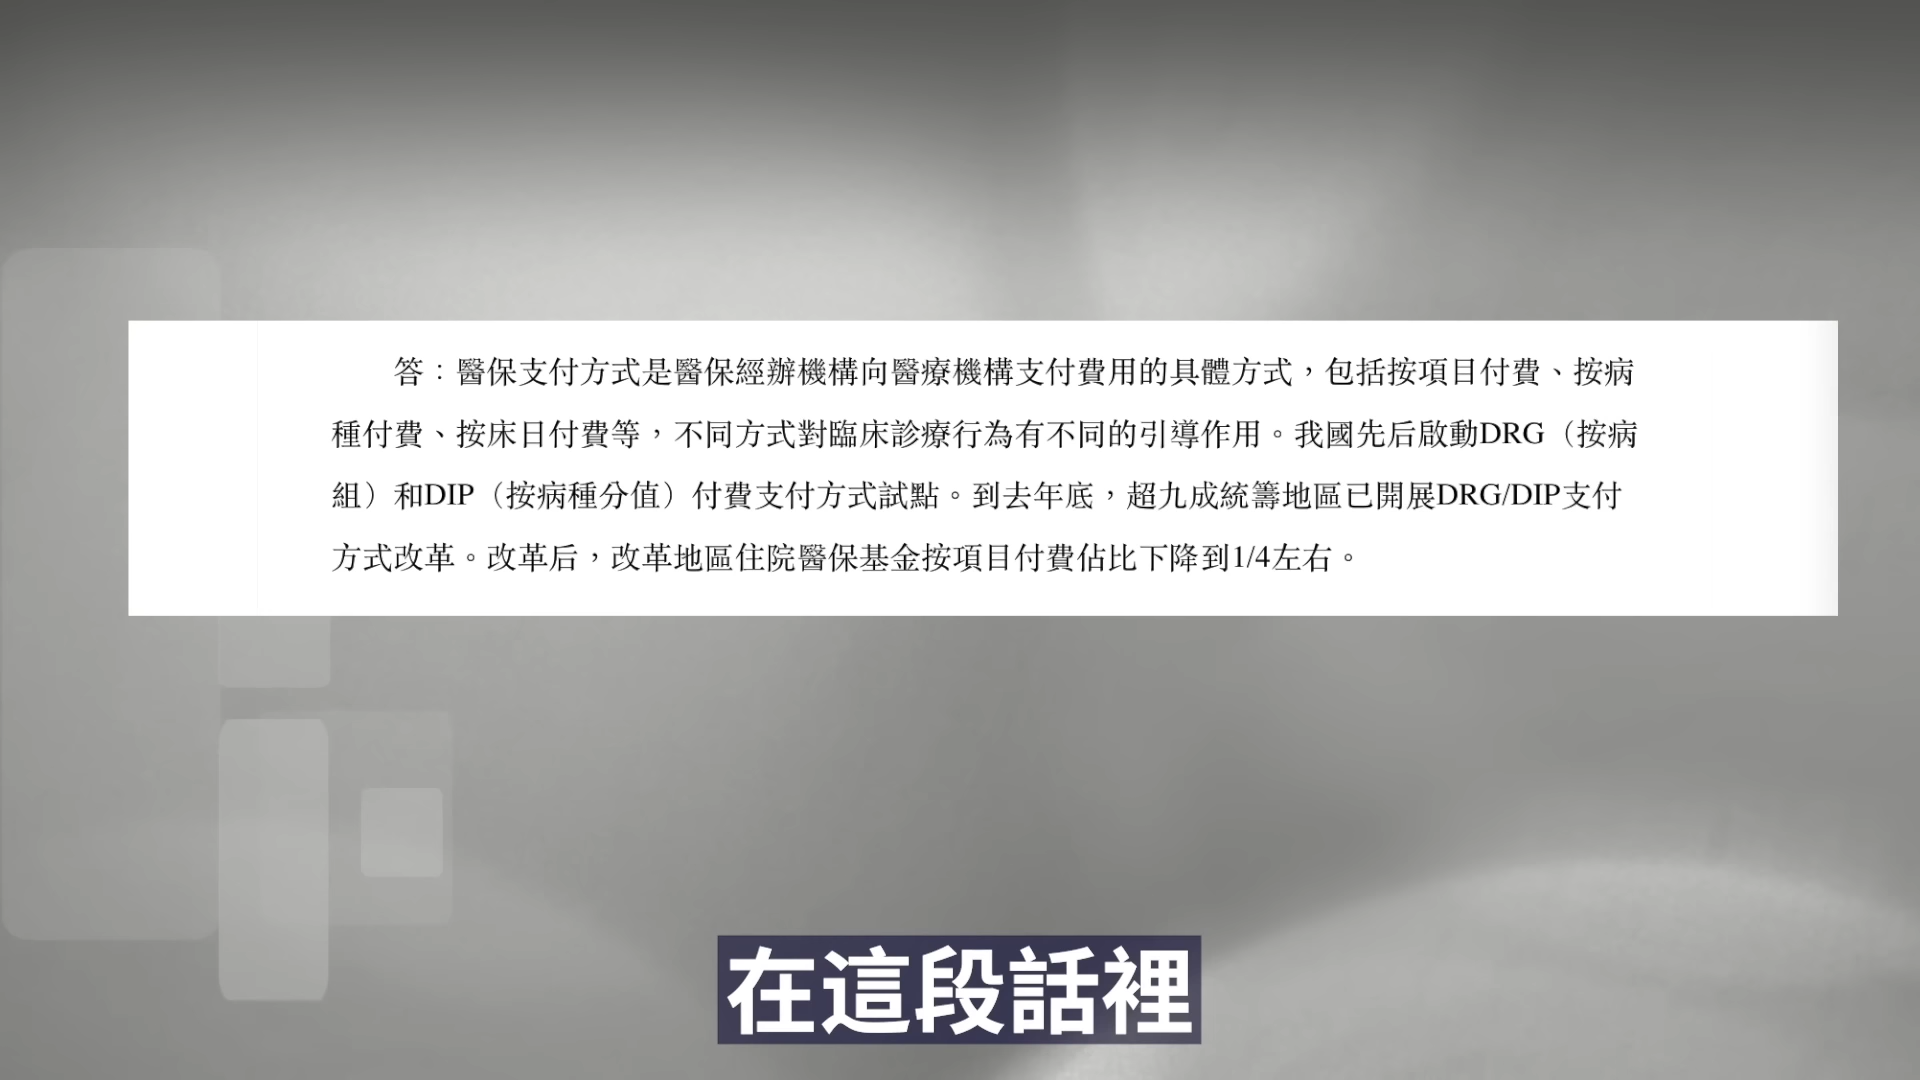 答：醫保支付方式是醫保經辦機構向醫療機構支付費用的具體方式，包括按項目付費、按病
種付費、按床日付費等，不同方式對臨床診療行為有不同的引導作用。我國先后啟動DRG（按病
組）和DIP（按病種分值）付費支付方式試點。到去年底，超九成統籌地區已開展DRG/DIP支付
方式改革。改革后，改革地區住院醫保基金按項目付費佔比下降到1/4左右。
在這段話裡